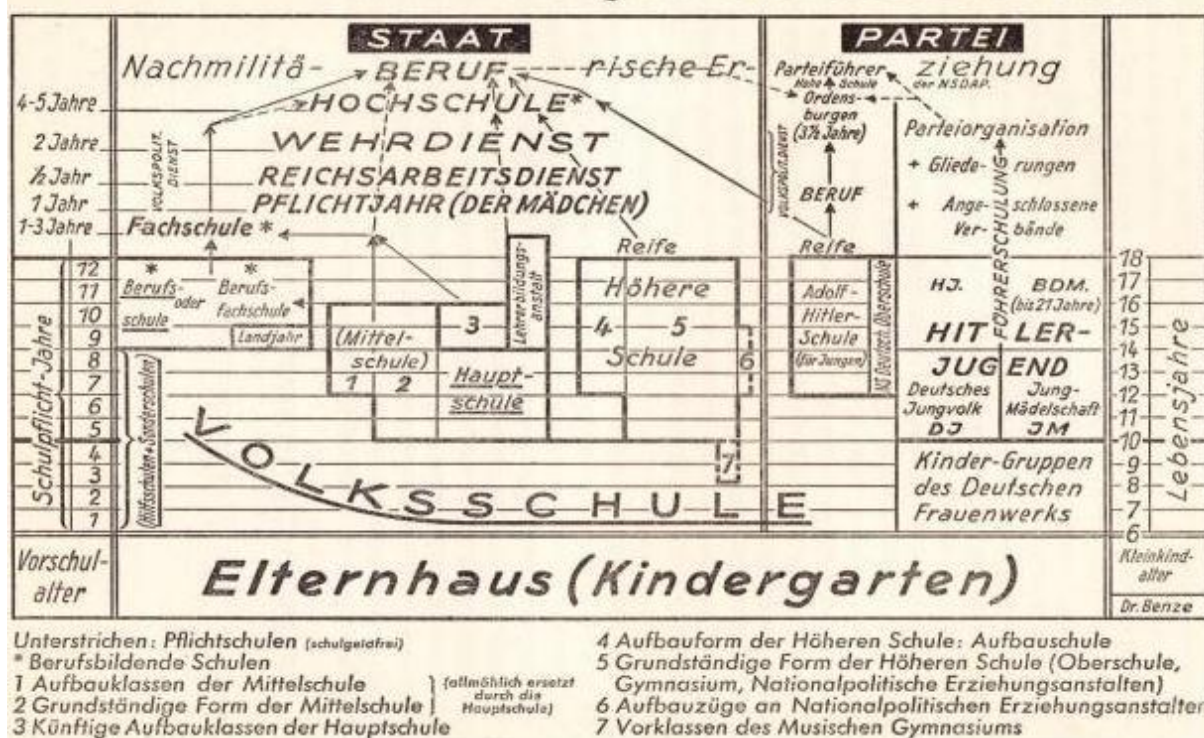 STAAT
PARTEI
Nachmilitä- BERUF rische Er- Parteiführer ziehung
Hohe Schule der N.S.D.A.P.
4-5 Jahre HOCHSCHULE* Ordens-
burgen
(3½ Jahre)
Parteiorganisation
2 Jahre WEHRDIENST
VOLKSPOLIT. DIENST
VOLKSPOLIT. DIENST
+ Gliede- rungen
½ Jahr REICHSARBEITSDIENST
BERUF
1 Jahr PFLICHTJAHR (DER MÄDCHEN)
+ Ange- schlossene
1-3 Jahre Fachschule *
Ver- bände
Reife
Reife
FÜHRERSCHULUNG
Schulpflicht-Jahre
12
11
10
9
8
7
6
5
4
3
2
1
* *
Berufs- oder Berufs-
schule fachschule
Landjahr
(Hilfsschulen + Sonderschulen)
(Mittel-
schule)
1 2
3
Haupt-
schule
Lehrerbildungs-
anstalt
Höhere
4 5
Schule
6
7
Adolf-
Hitler-
Schule
(für Jungen)
Deutsch. Oberschule
HJ. BDM.
(bis 21 Jahre)
HIT LER-
JUG END
Deutsches Jung-
Jungvolk Mädelschaft
DJ JM
Kinder-Gruppen
des Deutschen
Frauenwerks
18
17
16
15
14
13
12
11
10
9
8
7
6
Lebensjahre
VOLKSSCHULE
Vorschul-
alter
Elternhaus (Kindergarten)
Kleinkind-
alter
Dr. Benze
Unterstrichen: Pflichtschulen (schulgeldfrei)
* Berufsbildende Schulen
1 Aufbauklassen der Mittelschule
2 Grundständige Form der Mittelschule
(allmählich ersetzt
durch die
Hauptschule)
3 Künftige Aufbauklassen der Hauptschule
4 Aufbauform der Höheren Schule: Aufbauschule
5 Grundständige Form der Höheren Schule (Oberschule,
Gymnasium, Nationalpolitische Erziehungsanstalten)
6 Aufbauzüge an Nationalpolitischen Erziehungsanstalten
7 Vorklassen des Musischen Gymnasiums